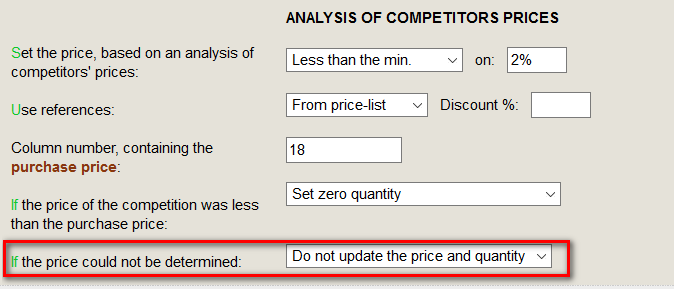 ANALYSIS OF COMPETITORS PRICES
Set the price, based on an analysis of
competitors' prices:
Less than the min.
on:
2%
Use references:
From price-list
Discount %:
Column number, containing the
purchase price:
18
If the price of the competition was less
than the purchase price:
Set zero quantity
If the price could not be determined:
Do not update the price and quantity